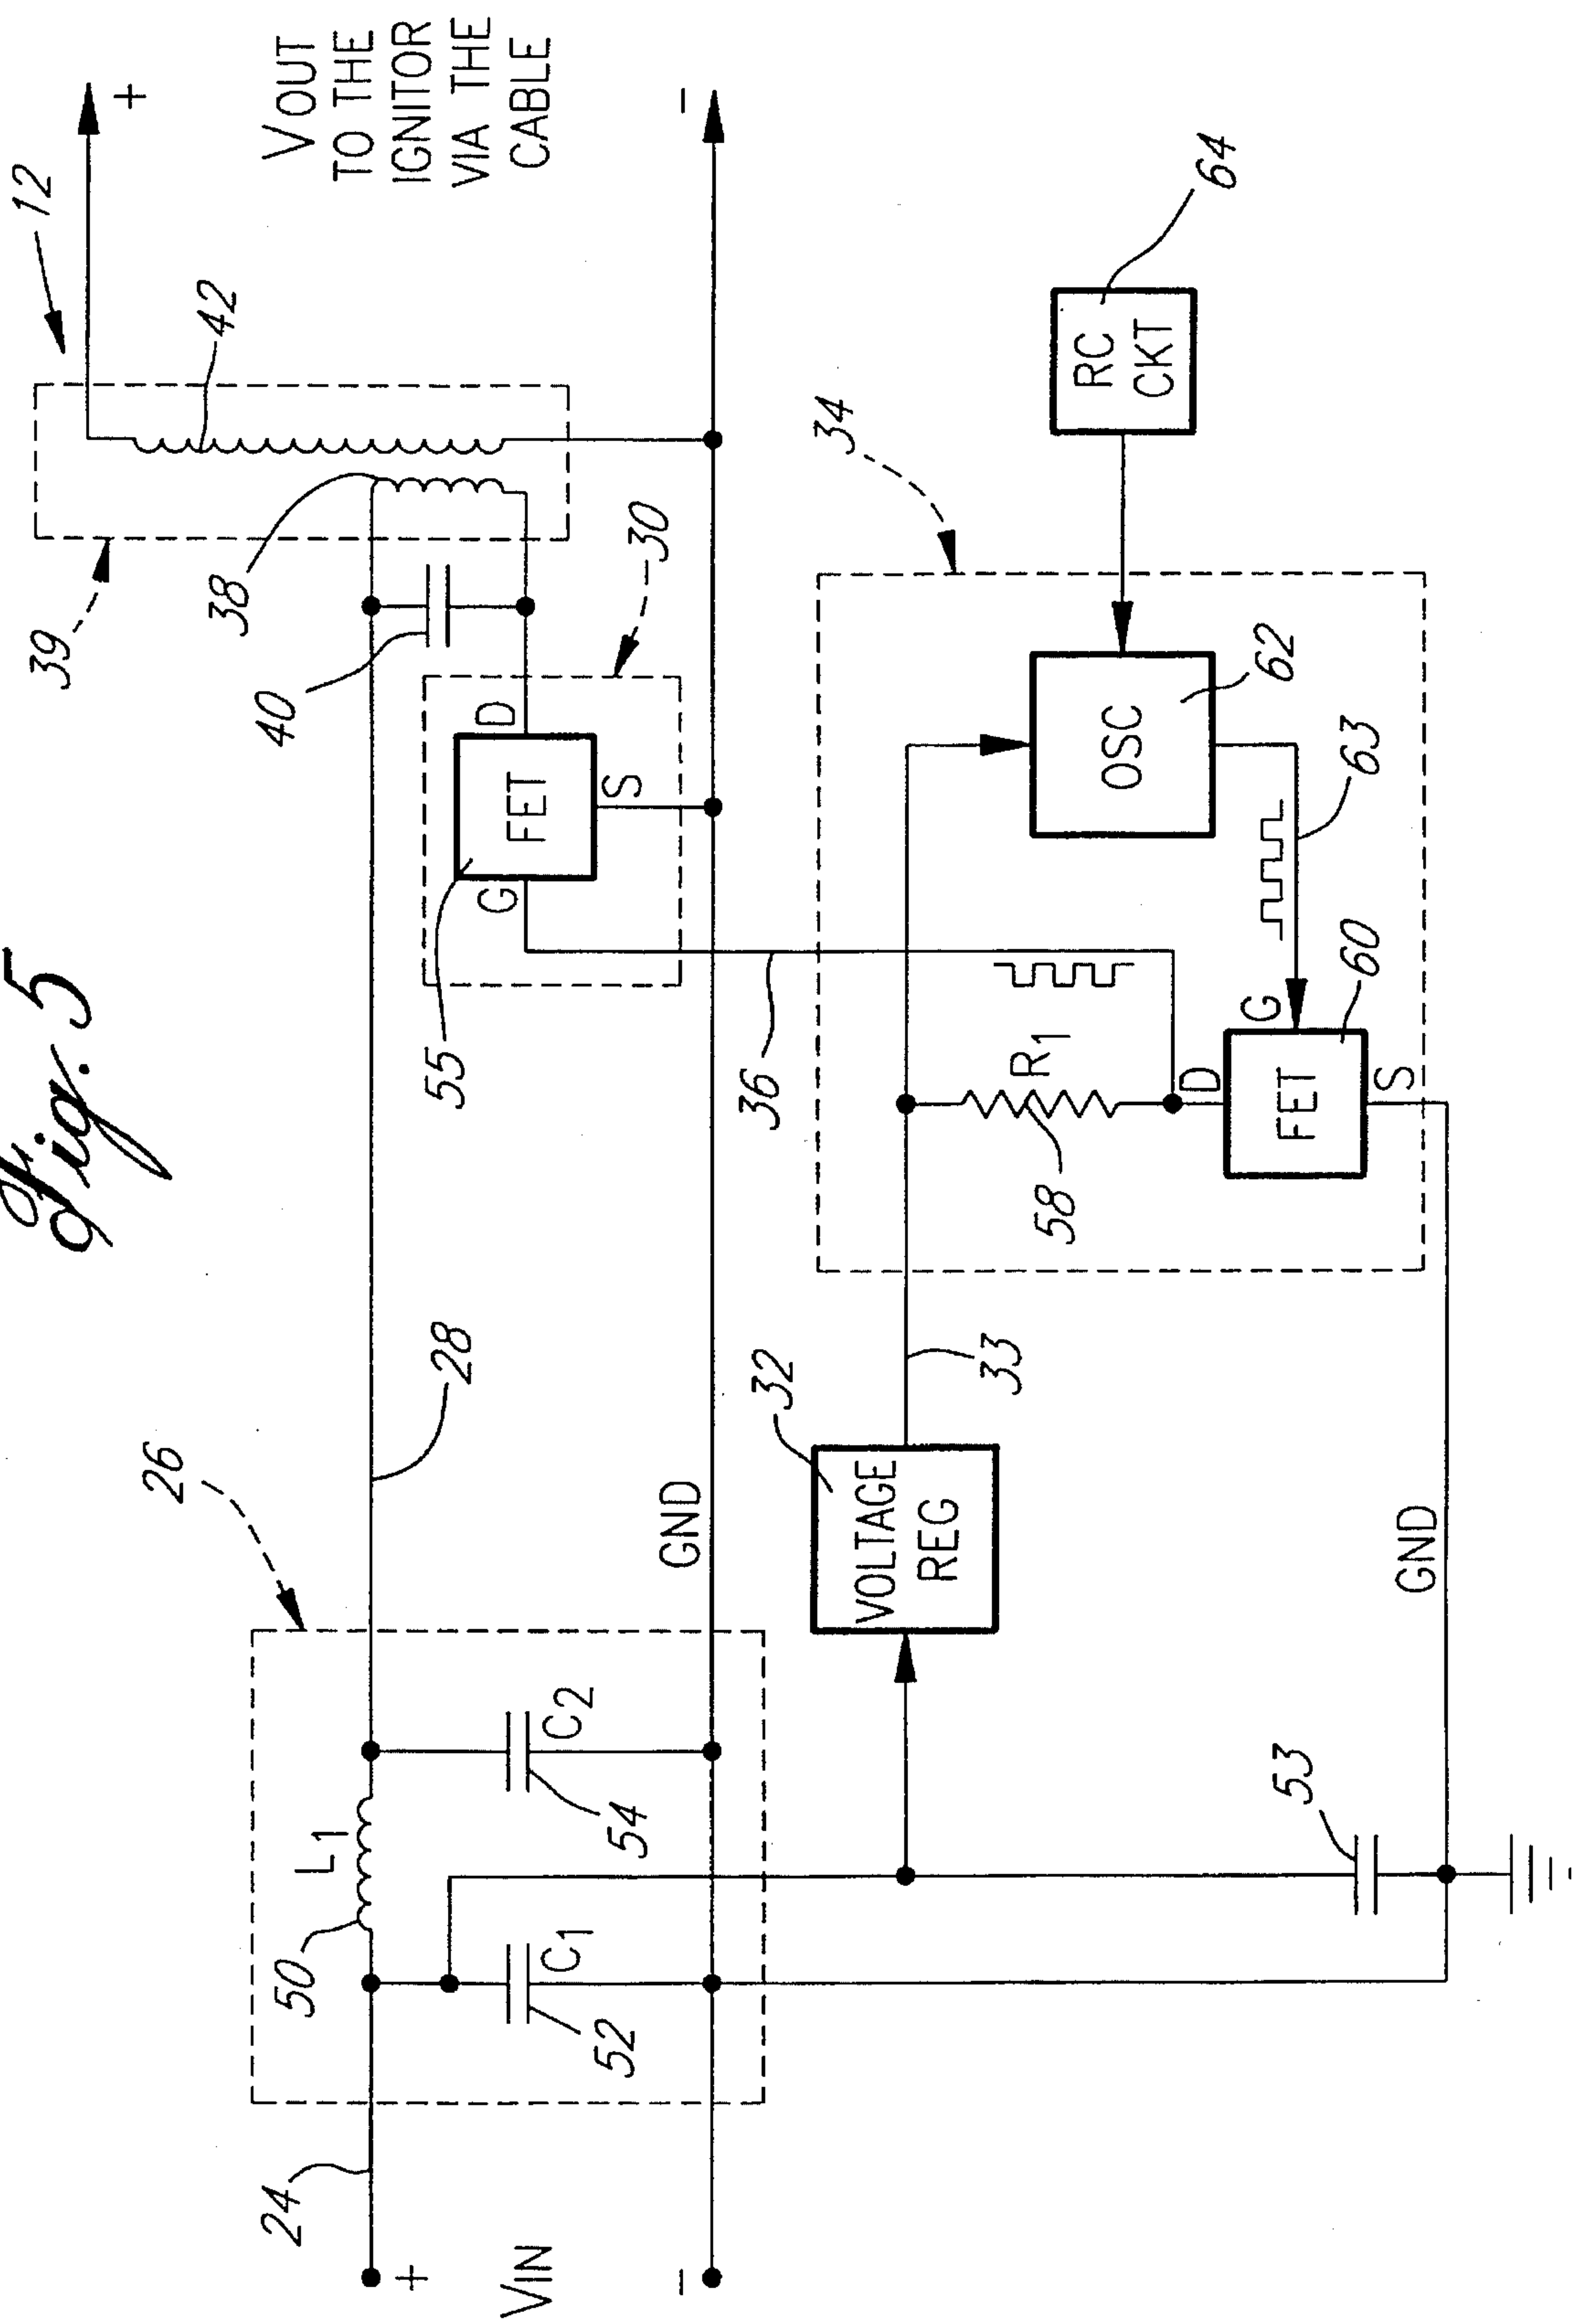 Fig. 5
12
39
42
38
40
30
VOUT
TO THE
IGNITOR
VIA THE
CABLE
+
-
26
28
L1
50
24
+
VIN
-
C1
52
C2
54
GND
55
G
FET
D
S
36
34
32
VOLTAGE
REG
33
R1
58
OSC
62
63
RC
CKT
64
D
G
FET
S
60
53
GND